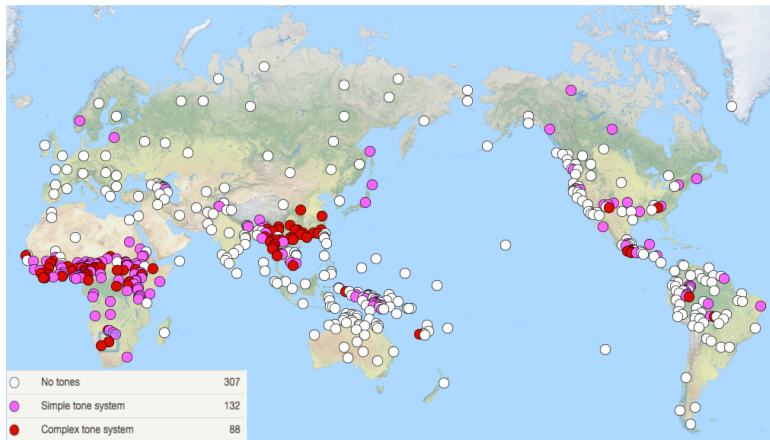 No tones 307
Simple tone system 132
Complex tone system 88